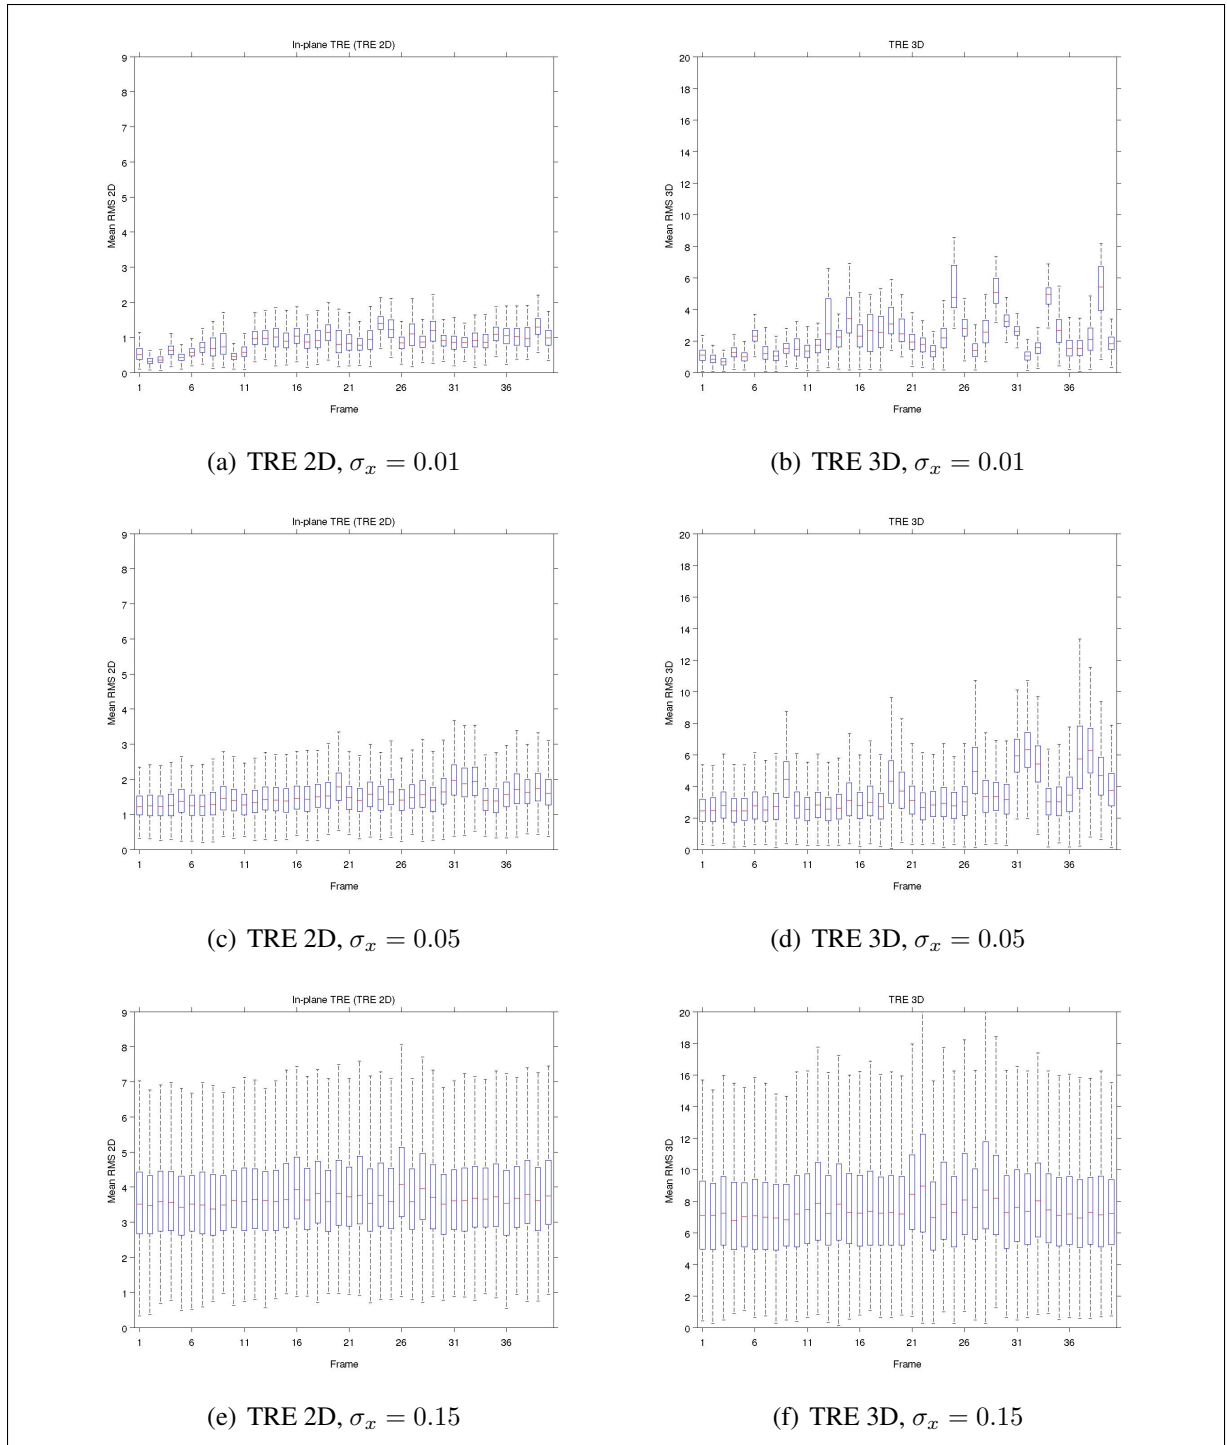 In-plane TRE (TRE 2D)
9
8
7
6
5
4
3
2
1
0
Mean RMS 2D
1 6 11 16 21 26 31 36
Frame
(a) TRE 2D, σx = 0.01
TRE 3D
20
18
16
14
12
10
8
6
4
2
0
Mean RMS 3D
1 6 11 16 21 26 31 36
Frame
(b) TRE 3D, σx = 0.01
In-plane TRE (TRE 2D)
9
8
7
6
5
4
3
2
1
0
Mean RMS 2D
1 6 11 16 21 26 31 36
Frame
(c) TRE 2D, σx = 0.05
TRE 3D
20
18
16
14
12
10
8
6
4
2
0
Mean RMS 3D
1 6 11 16 21 26 31 36
Frame
(d) TRE 3D, σx = 0.05
In-plane TRE (TRE 2D)
9
8
7
6
5
4
3
2
1
0
Mean RMS 2D
1 6 11 16 21 26 31 36
Frame
(e) TRE 2D, σx = 0.15
TRE 3D
20
18
16
14
12
10
8
6
4
2
0
Mean RMS 3D
1 6 11 16 21 26 31 36
Frame
(f) TRE 3D, σx = 0.15